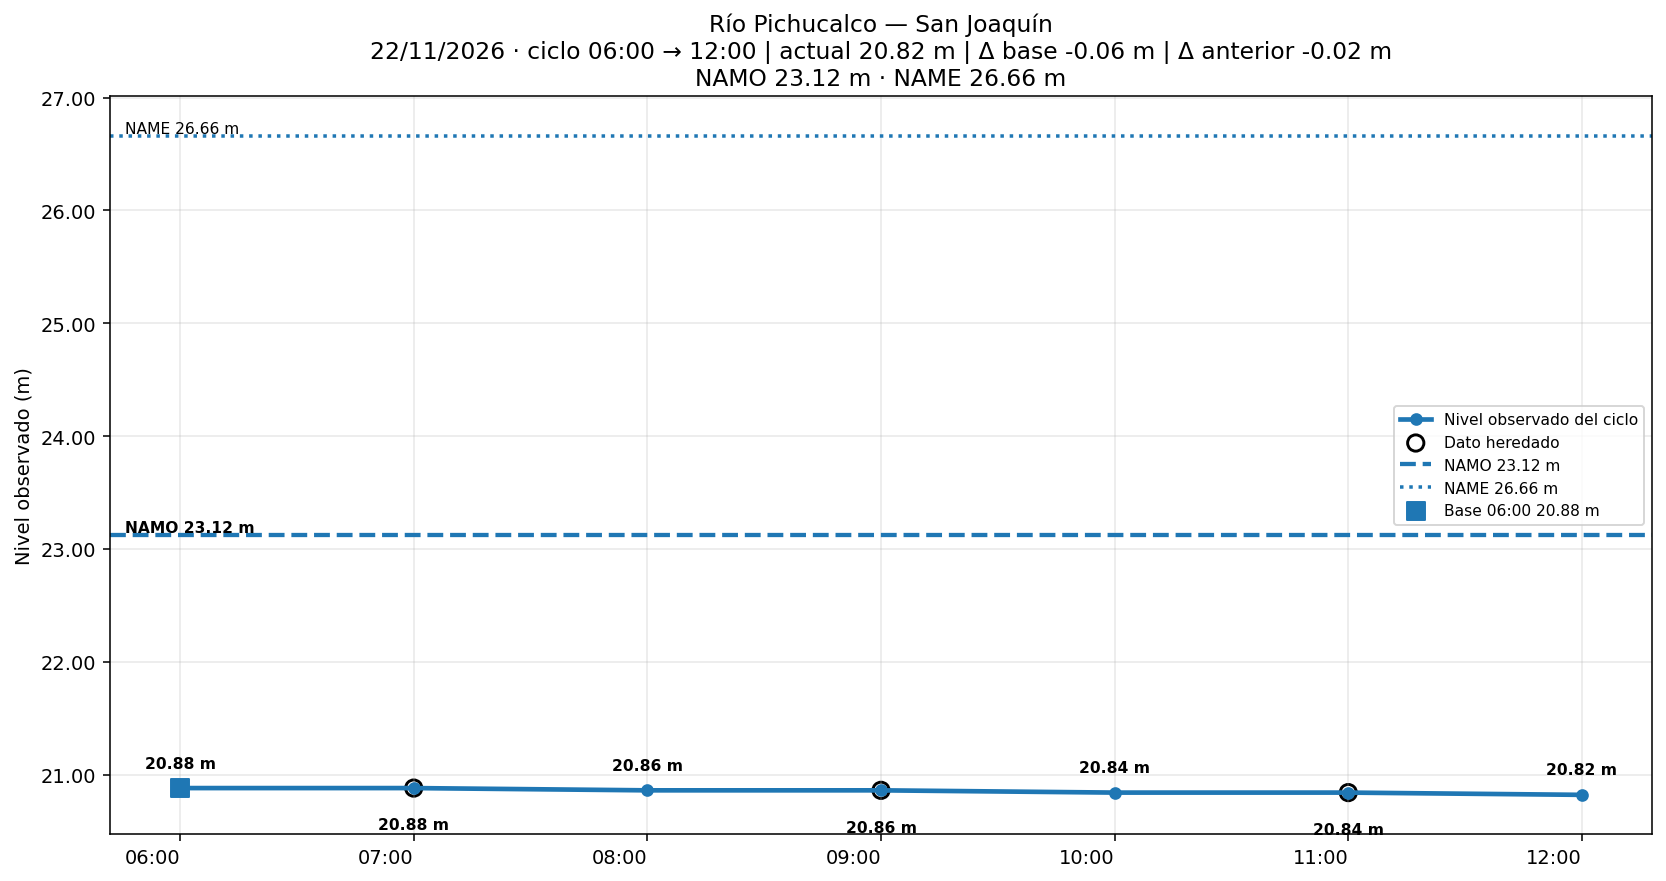 Río Pichucalco — San Joaquín
22/11/2026 · ciclo 06:00 → 12:00 | actual 20.82 m | Δ base -0.06 m | Δ anterior -0.02 m
NAMO 23.12 m · NAME 26.66 m
Nivel observado (m)
27.00
26.00
25.00
24.00
23.00
22.00
21.00
NAME 26.66 m
NAMO 23.12 m
Nivel observado del ciclo
Dato heredado
NAMO 23.12 m
NAME 26.66 m
Base 06:00 20.88 m
20.88 m
20.88 m
20.86 m
20.86 m
20.84 m
20.84 m
20.82 m
06:00
07:00
08:00
09:00
10:00
11:00
12:00